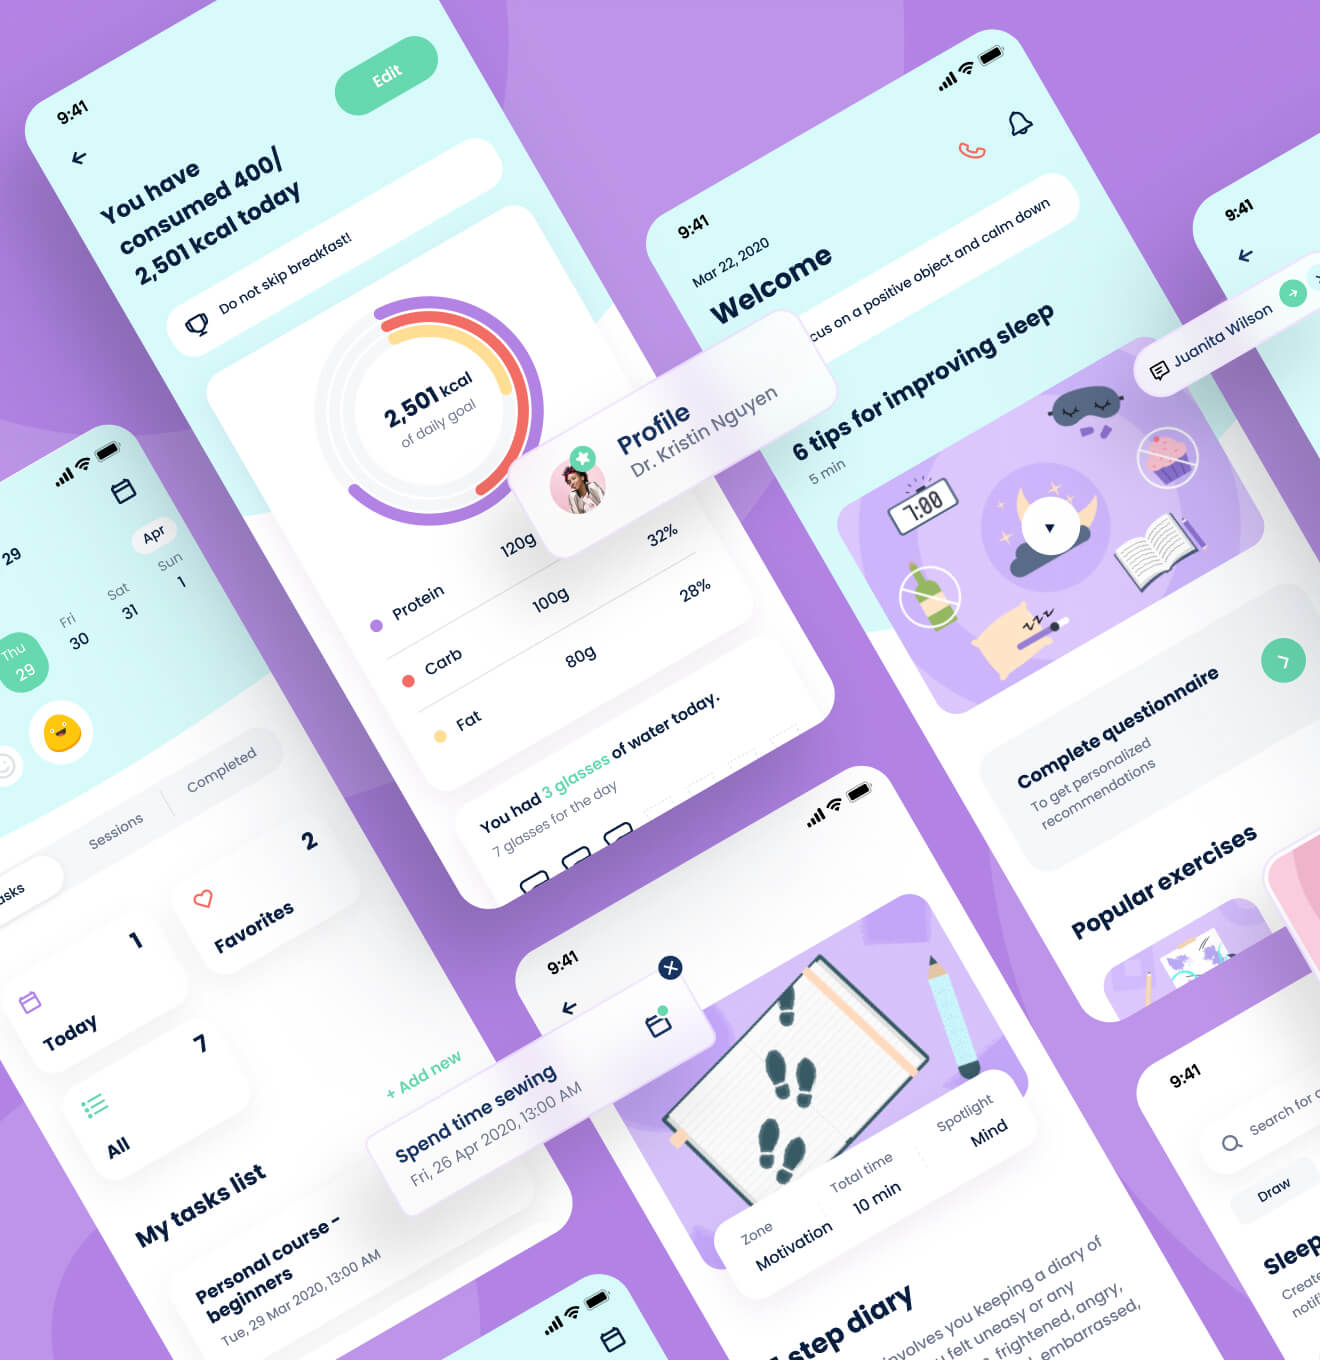 9:41
Edit
You have
consumed 400/
2,501 kcal today
Do not skip breakfast!
2,501 kcal
of daily goal
Protein
120g
Carb
100g
32%
Fat
80g
28%
You had 3 glasses of water today.
7 glasses for the day
Profile
Dr. Kristin Nguyen
9:41
Mar 22, 2020
Welcome
on a positive object and calm down
6 tips for improving sleep
5 min
7:00
zzz
Complete questionnaire
To get personalized
recommendations
Popular exercises
9:41
Juanita Wilson
29
Apr
Thu
29
Fri
30
Sat
31
Sun
1
Sessions
Completed
1
Today
2
Favorites
7
All
+ Add new
My tasks list
Personal course -
beginners
Tue, 29 Mar 2020, 13:00 AM
Spend time sewing
Fri, 26 Apr 2020, 13:00 AM
9:41
Zone
Motivation
Total time
10 min
Spotlight
Mind
step diary
involves you keeping a diary of
felt uneasy or any
frightened, angry,
embarrassed,
9:41
Search for
Draw
Sleep
Create